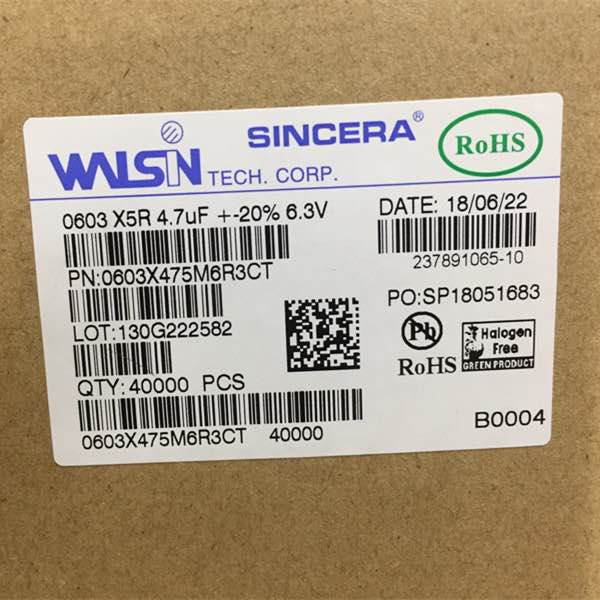 SINCERA®
WALSIN TECH. CORP.
RoHS
0603 X5R 4.7uF +-20% 6.3V
DATE: 18/06/22
237891065-10
PN:0603X475M6R3CT
PO:SP18051683
LOT:130G222582
Pb
RoHS
Halogen
Free
GREEN PRODUCT
QTY: 40000 PCS
0603X475M6R3CT 40000
B0004